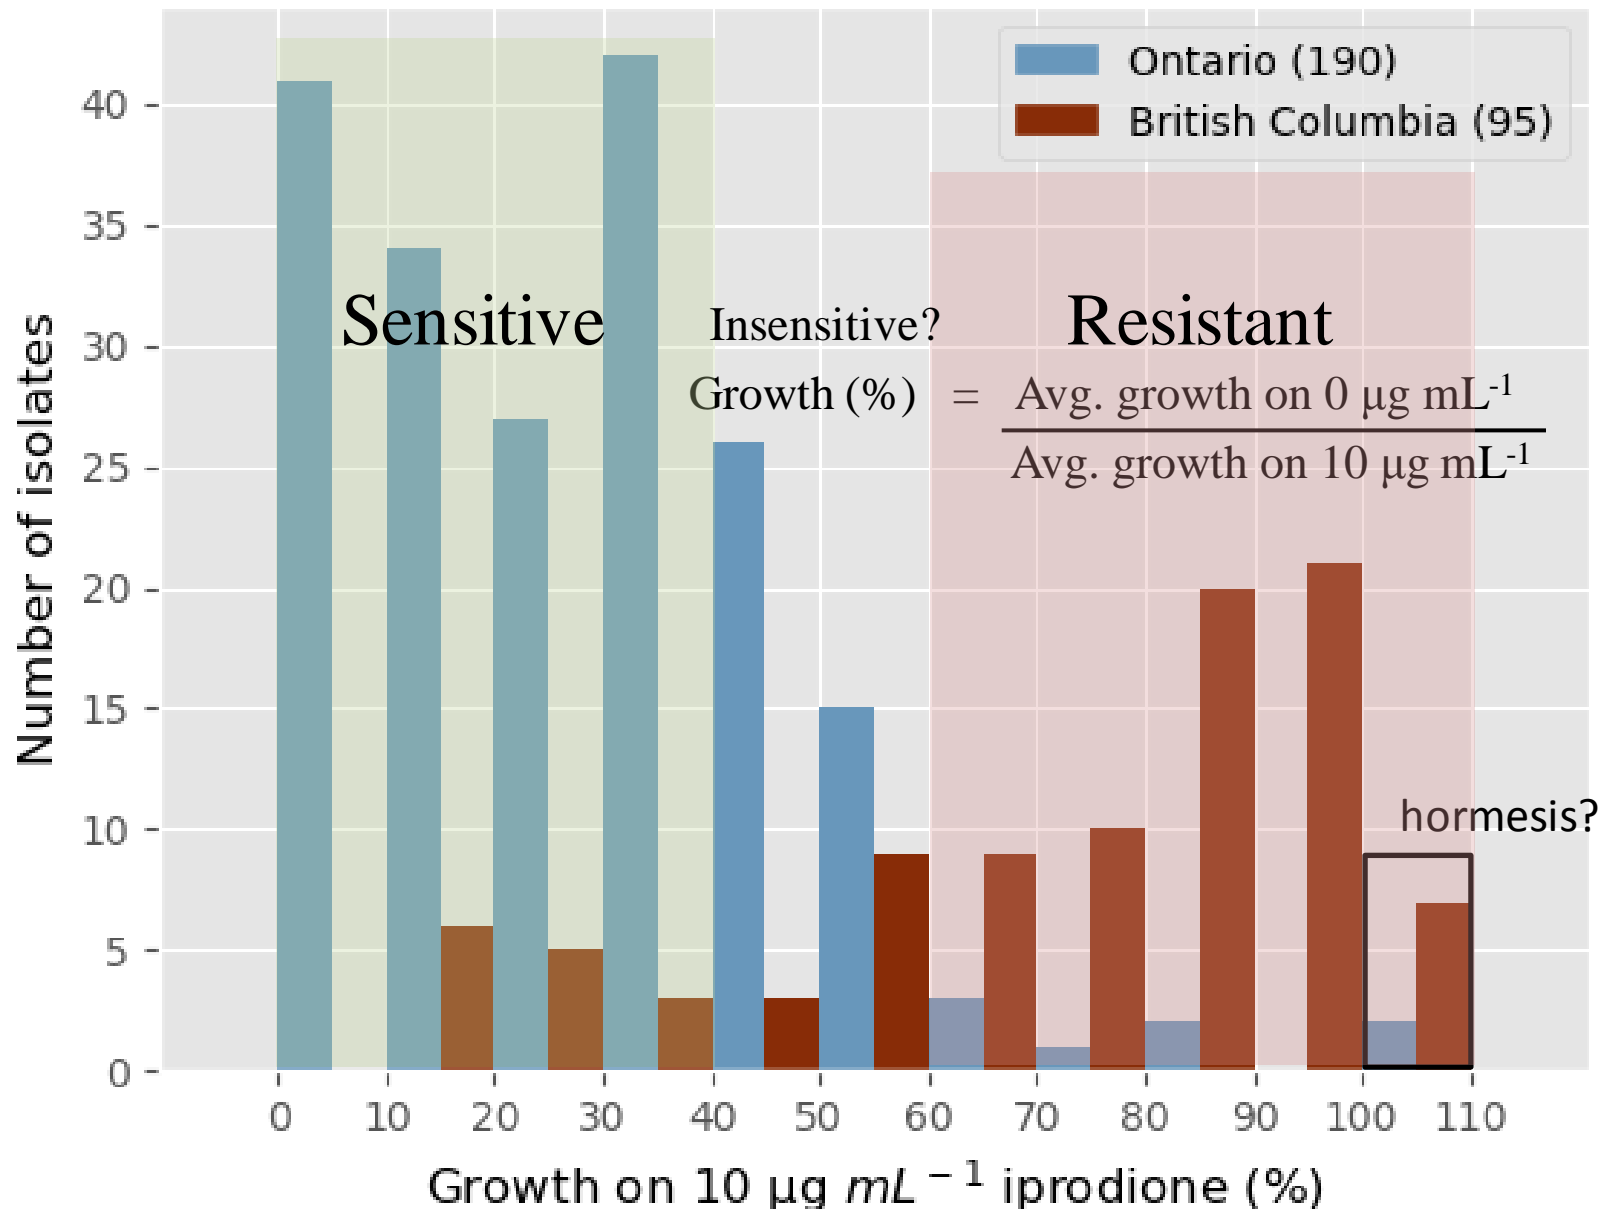 Ontario (190)
British Columbia (95)
40
35
30
25
20
15
10
5
0
Number of isolates
Sensitive
Insensitive?
Resistant
Growth (%) = Avg. growth on 0 µg mL-1
Avg. growth on 10 µg mL-1
hormesis?
0 10 20 30 40 50 60 70 80 90 100 110
Growth on 10 µg mL−1 iprodione (%)